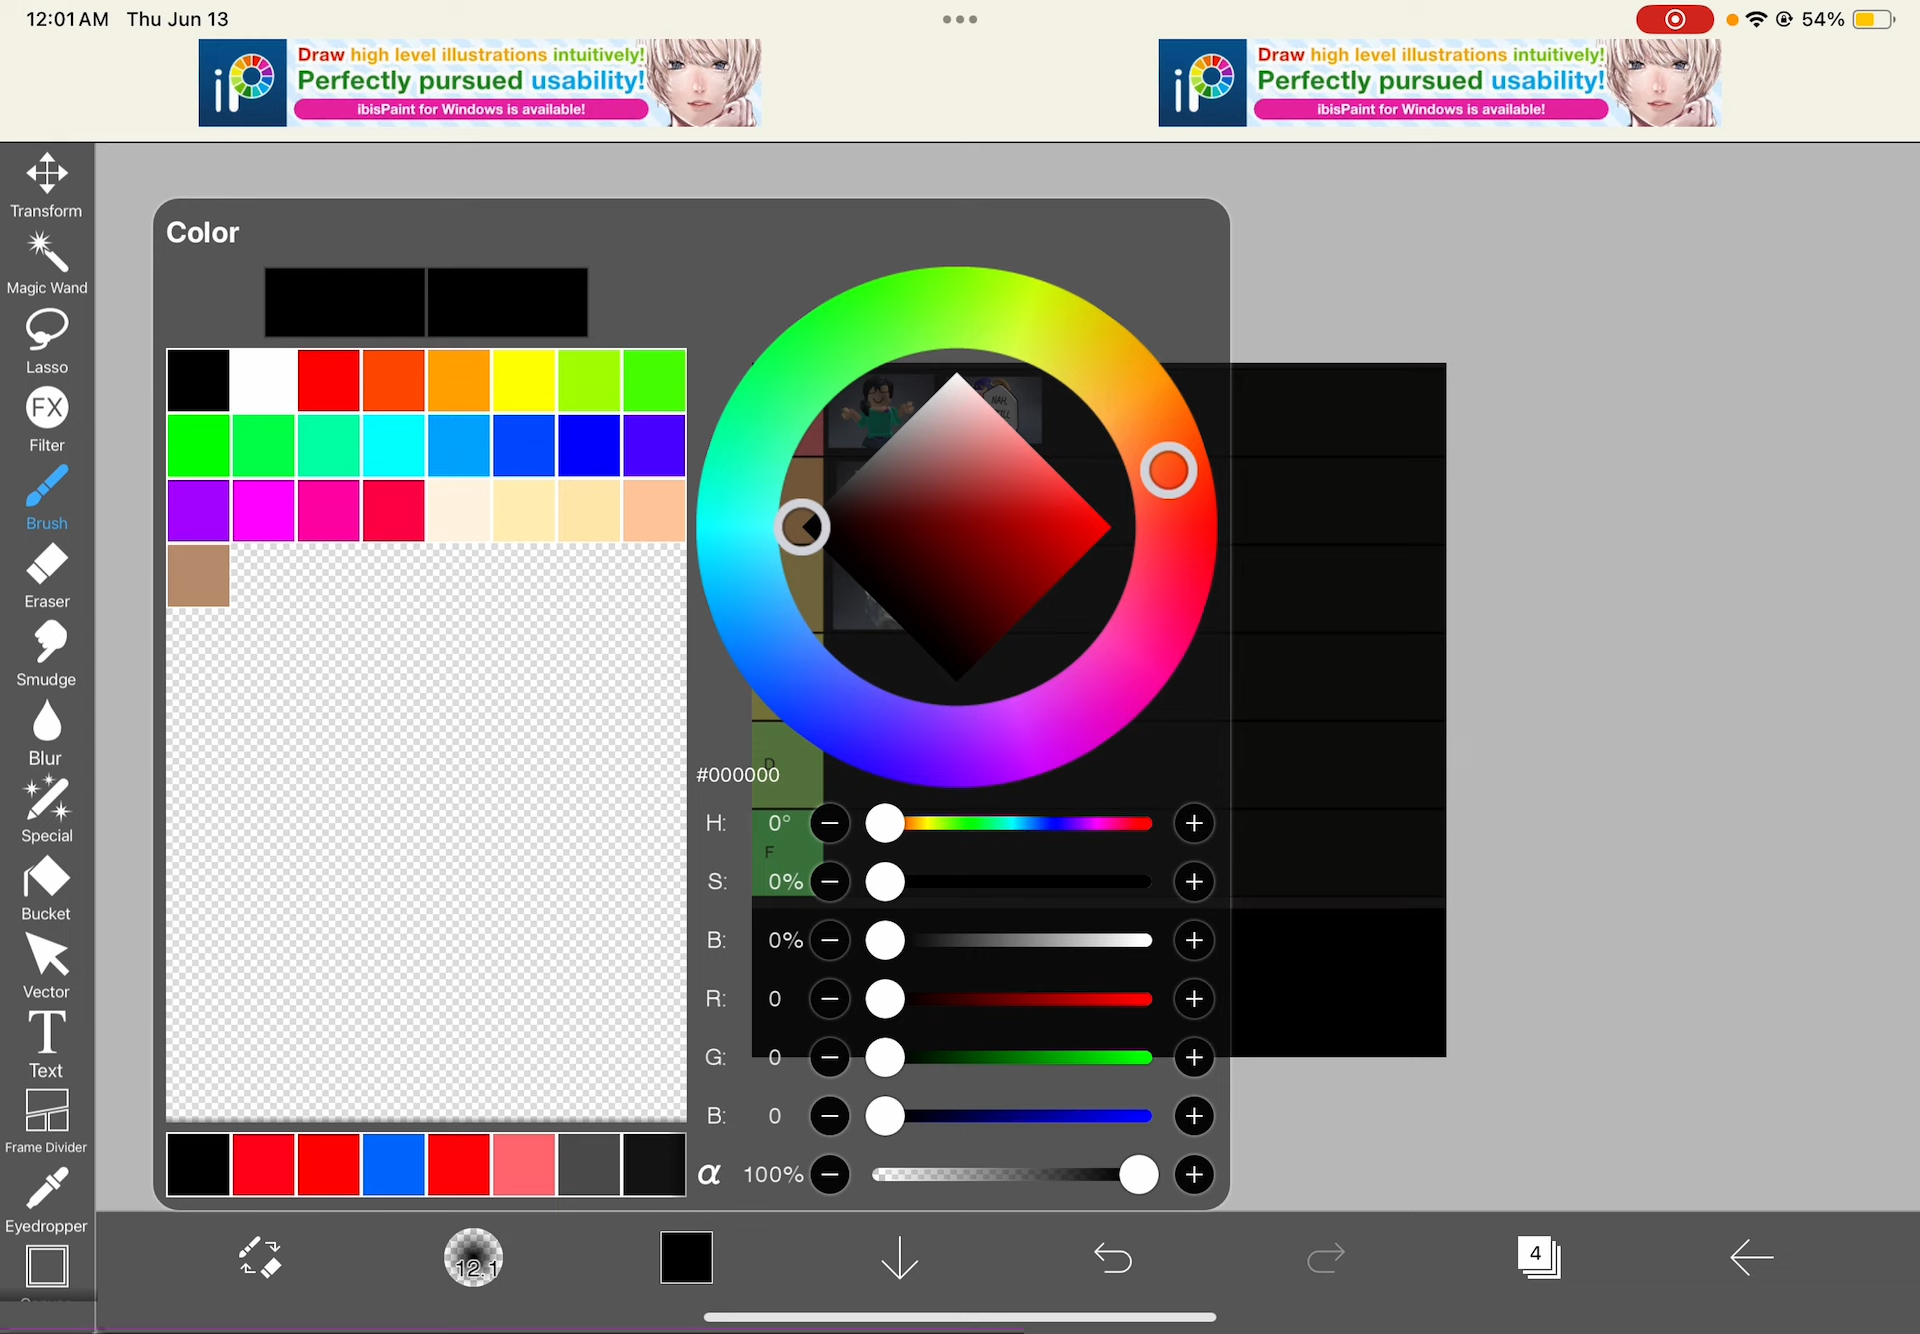 12:01 AM Thu Jun 13
54%
iP
Draw high level illustrations intuitively!
Perfectly pursued usability!
ibisPaint for Windows is available!
iP
Draw high level illustrations intuitively!
Perfectly pursued usability!
ibisPaint for Windows is available!
Transform
Magic Wand
Lasso
FX
Filter
Brush
Eraser
Smudge
Blur
Special
Bucket
Vector
T
Text
Frame Divider
Eyedropper
Color
NAH,
D
#000000
H: 0°
F
S: 0%
B: 0%
R: 0
G: 0
B: 0
α 100%
12.1
4